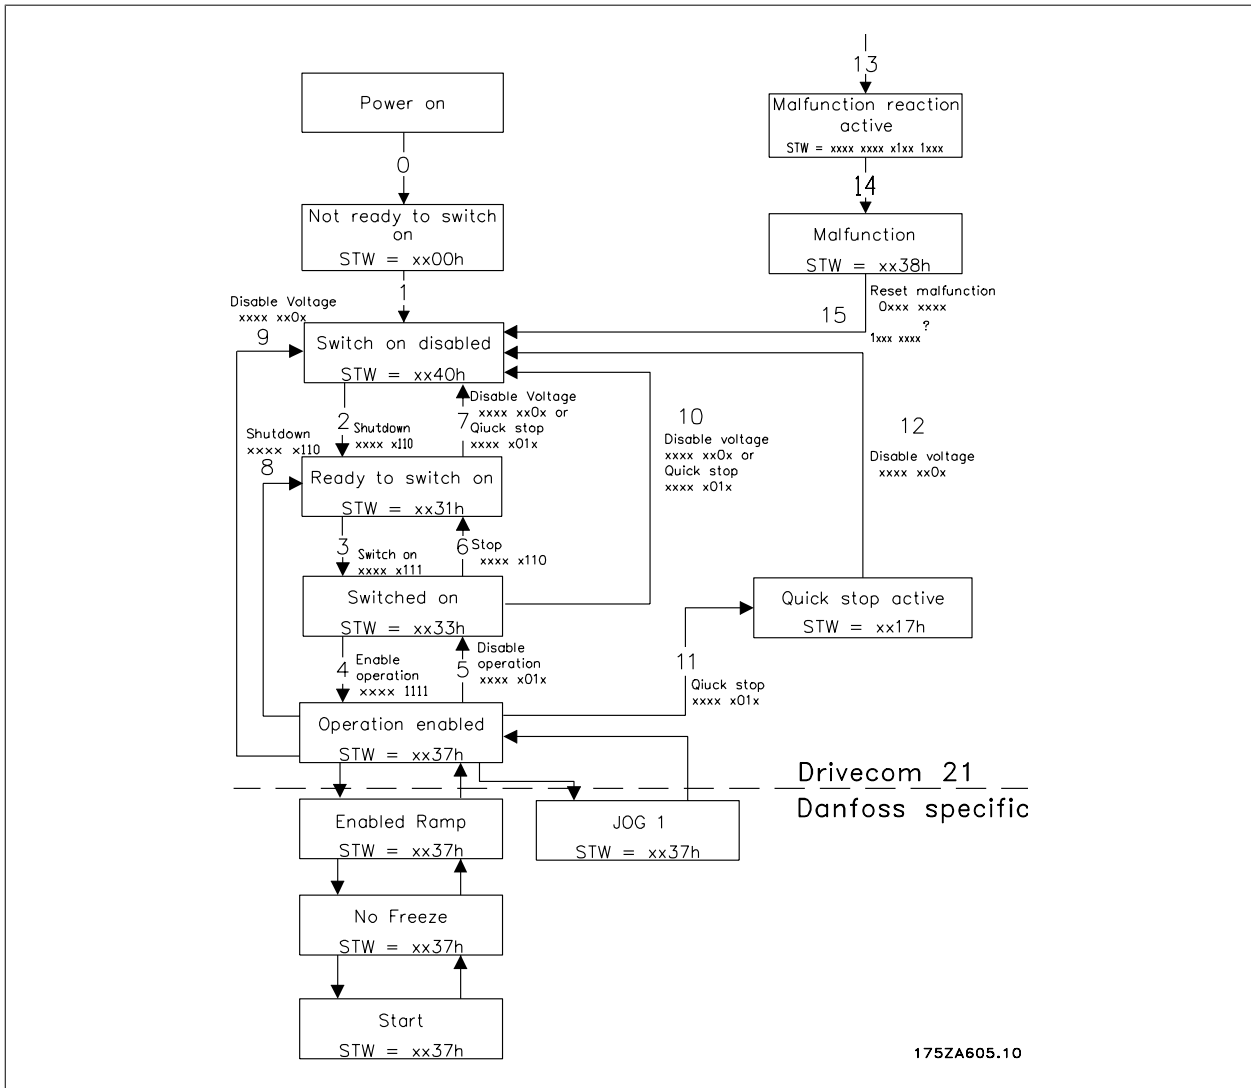 13
Power on
Malfunction reaction
active
STW = xxxx xxxx x1xx 1xxx
0
14
Not ready to switch
on
STW = xx00h
Malfunction
STW = xx38h
1
Reset malfunction
0xxx xxxx
?
1xxx xxxx
15
Disable Voltage
xxxx xx0x
9
Switch on disabled
STW = xx40h
2
Shutdown
xxxx x110
7
Disable Voltage
xxxx xx0x or
Qiuck stop
xxxx x01x
10
Disable voltage
xxxx xx0x or
Quick stop
xxxx x01x
12
Disable voltage
xxxx xx0x
Shutdown
xxxx x110
8
Ready to switch on
STW = xx31h
3
Switch on
xxxx x111
6
Stop
xxxx x110
Switched on
STW = xx33h
Quick stop active
STW = xx17h
4
Enable
operation
xxxx 1111
5
Disable
operation
xxxx x01x
11
Qiuck stop
xxxx x01x
Operation enabled
STW = xx37h
Drivecom 21
Danfoss specific
Enabled Ramp
STW = xx37h
JOG 1
STW = xx37h
No Freeze
STW = xx37h
Start
STW = xx37h
175ZA605.10